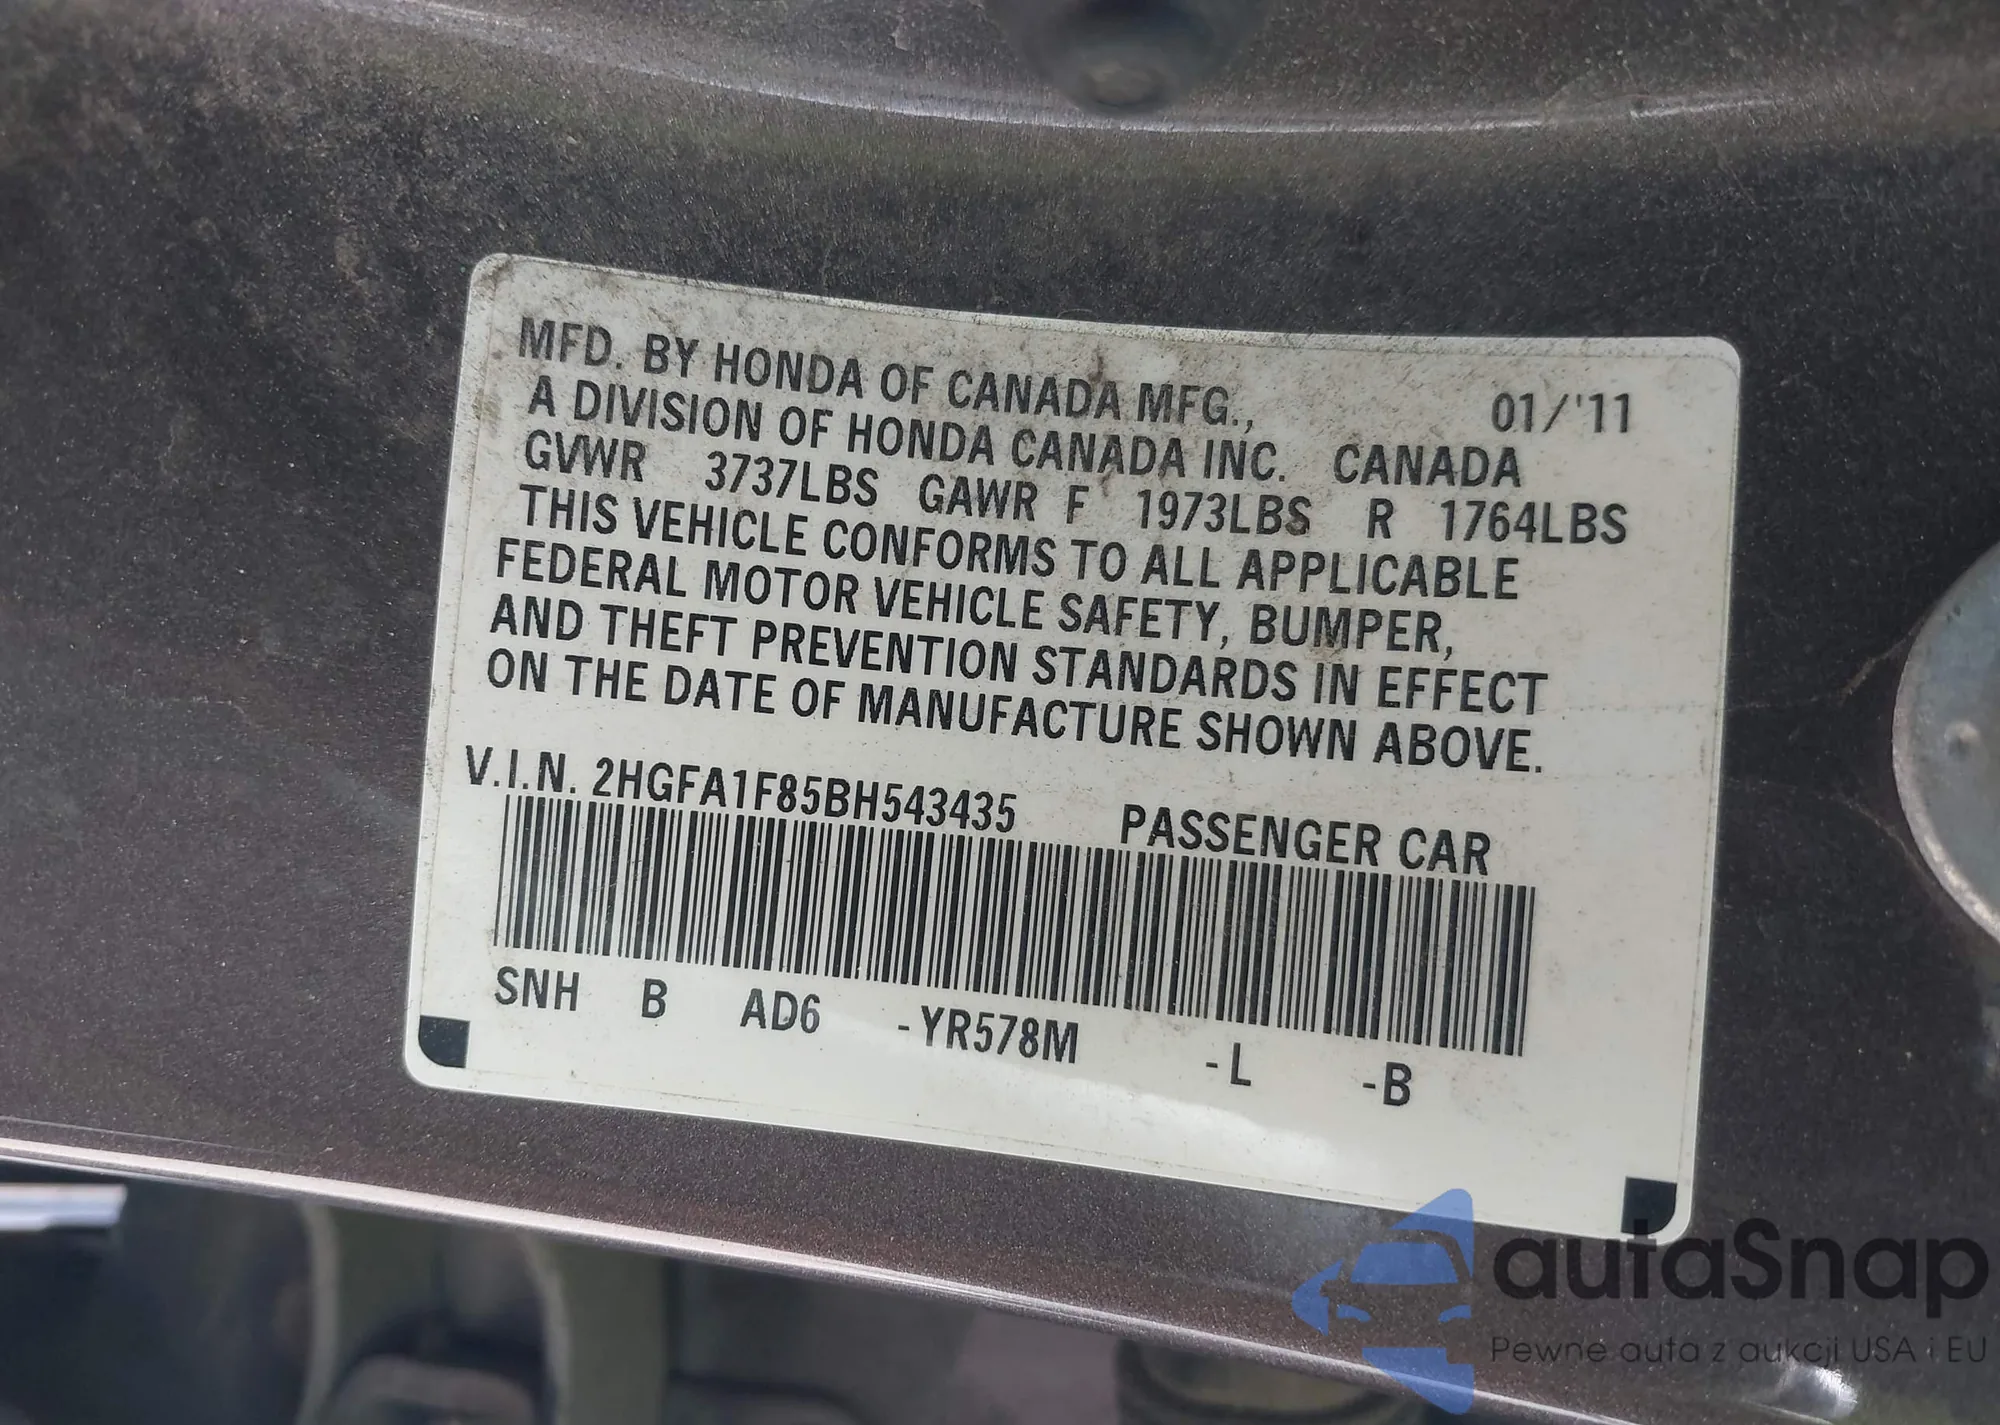 MFD. BY HONDA OF CANADA MFG., 01/'11
A DIVISION OF HONDA CANADA INC. CANADA
GVWR 3737LBS GAWR F 1973LBS R 1764LBS
THIS VEHICLE CONFORMS TO ALL APPLICABLE
FEDERAL MOTOR VEHICLE SAFETY, BUMPER,
AND THEFT PREVENTION STANDARDS IN EFFECT
ON THE DATE OF MANUFACTURE SHOWN ABOVE.
V.I.N. 2HGFA1F85BH543435 PASSENGER CAR
SNH B AD6 -YR578M -L -B
autaSnap
Pewne auta z aukcji USA i EU